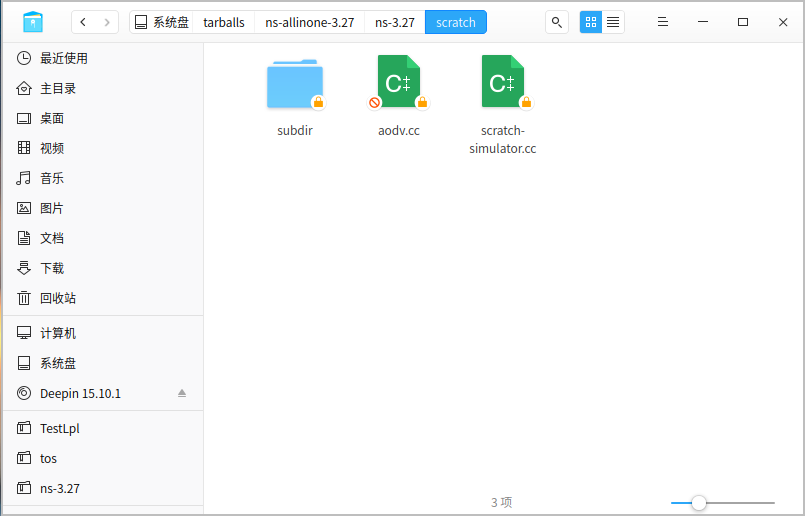 系统盘 tarballs ns-allinone-3.27 ns-3.27 scratch
最近使用
主目录
桌面
视频
音乐
图片
文档
下载
回收站
计算机
系统盘
Deepin 15.10.1
TestLpl
tos
ns-3.27
C‡ C‡
subdir aodv.cc scratch-
simulator.cc
3 项